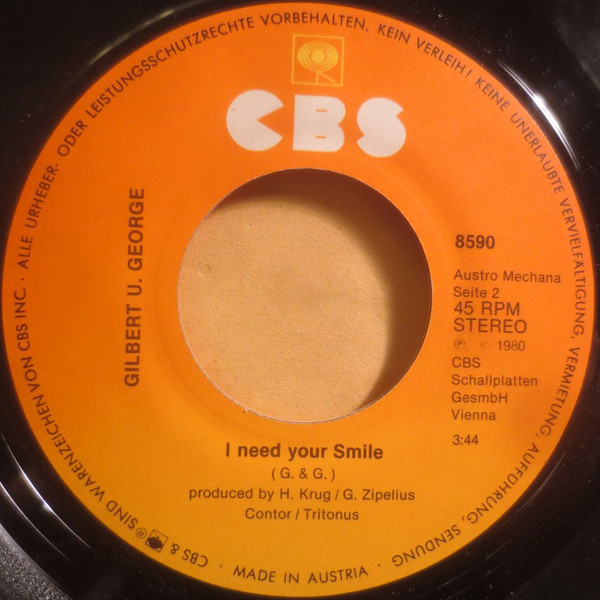 ALLE URHEBER- ODER LEISTUNGSSCHUTZRECHTE VORBEHALTEN. KEIN VERLEIH! KEINE UNERLAUBTE VERVIELFÄLTIGUNG, VERMIETUNG, AUFFÜHRUNG, SENDUNG
CBS
GILBERT U. GEORGE
8590
Austro Mechana
Seite 2
45 RPM
STEREO
Ⓟ 1980
CBS
Schallplatten
GesmbH
Vienna
3:44
I need your Smile
( G. & G. )
produced by H. Krug / G. Zipelius
Contor / Tritonus
· MADE IN AUSTRIA ·
CBS & ® SIND WARENZEICHEN VON CBS INC. ·